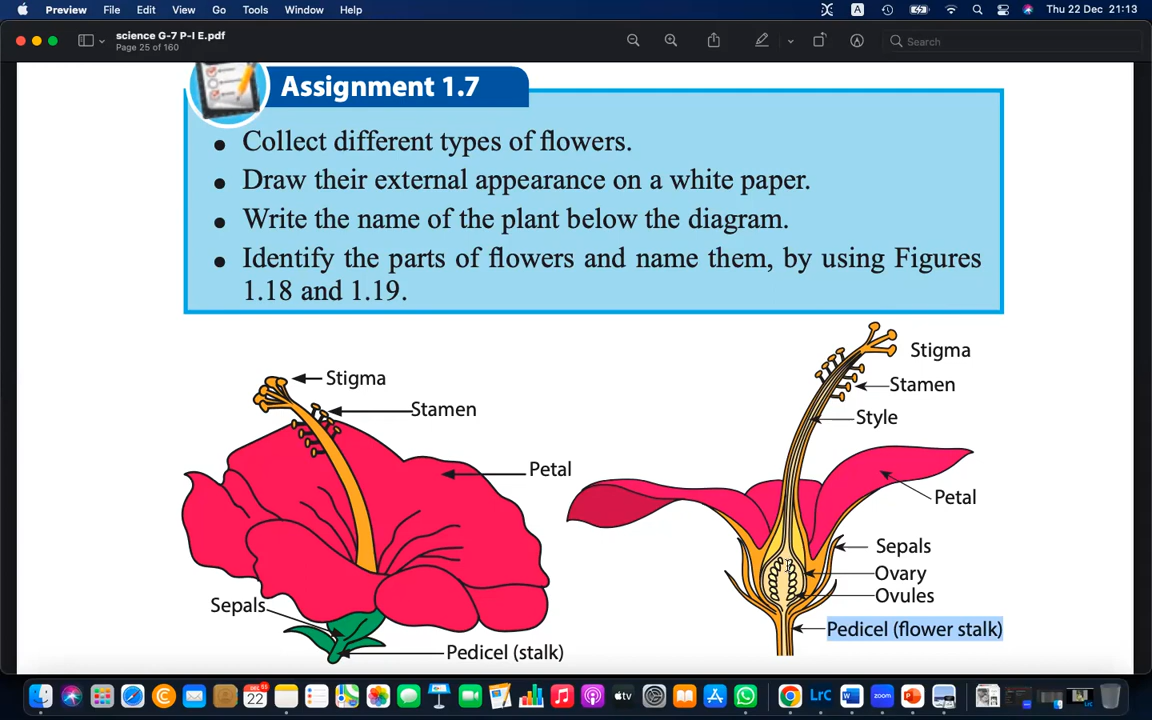 Preview File Edit View Go Tools Window Help
A Thu 22 Dec 21:13
science G-7 P-I E.pdf
Page 25 of 160
Search
Assignment 1.7
• Collect different types of flowers.
• Draw their external appearance on a white paper.
• Write the name of the plant below the diagram.
• Identify the parts of flowers and name them, by using Figures
1.18 and 1.19.
Stigma
Stamen
Petal
Sepals
Pedicel (stalk)
Stigma
Stamen
Style
Petal
Sepals
Ovary
Ovules
Pedicel (flower stalk)
22
tv
LrC
W
zoom
P